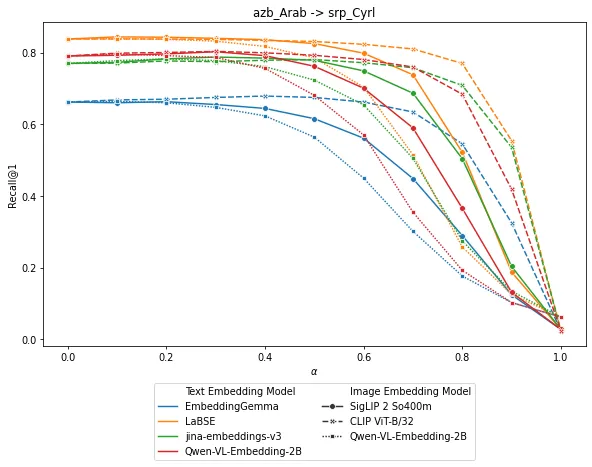 azb_Arab -> srp_Cyrl
Recall@1
0.8
0.6
0.4
0.2
0.0
0.0 0.2 0.4 0.6 0.8 1.0
α
Text Embedding Model Image Embedding Model
EmbeddingGemma SigLIP 2 So400m
LaBSE CLIP ViT-B/32
jina-embeddings-v3 Qwen-VL-Embedding-2B
Qwen-VL-Embedding-2B